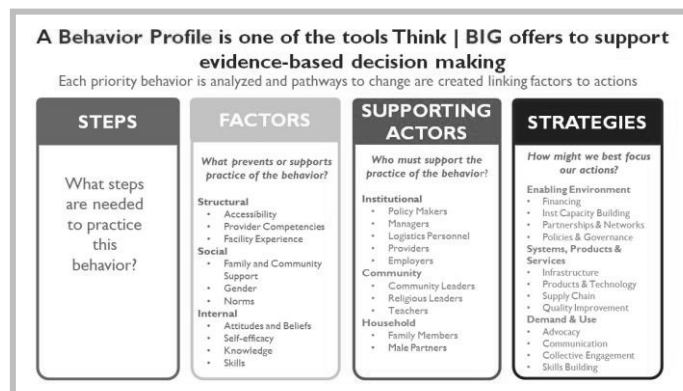 A Behavior Profile is one of the tools Think | BIG offers to support
evidence-based decision making
Each priority behavior is analyzed and pathways to change are created linking factors to actions
STEPS
What steps
are needed
to practice
this
behavior?
FACTORS
What prevents or supports
practice of the behavior?
Structural
• Accessibility
• Provider Competencies
• Facility Experience
Social
• Family and Community
Support
• Gender
• Norms
Internal
• Attitudes and Beliefs
• Self-efficacy
• Knowledge
• Skills
SUPPORTING
ACTORS
Who must support the
practice of the behavior?
Institutional
• Policy Makers
• Managers
• Logistics Personnel
• Providers
• Employers
Community
• Community Leaders
• Religious Leaders
• Teachers
Household
• Family Members
• Male Partners
STRATEGIES
How might we best focus
our actions?
Enabling Environment
• Financing
• Inst Capacity Building
• Partnerships & Networks
• Policies & Governance
Systems, Products &
Services
• Infrastructure
• Products & Technology
• Supply Chain
• Quality Improvement
Demand & Use
• Advocacy
• Communication
• Collective Engagement
• Skills Building